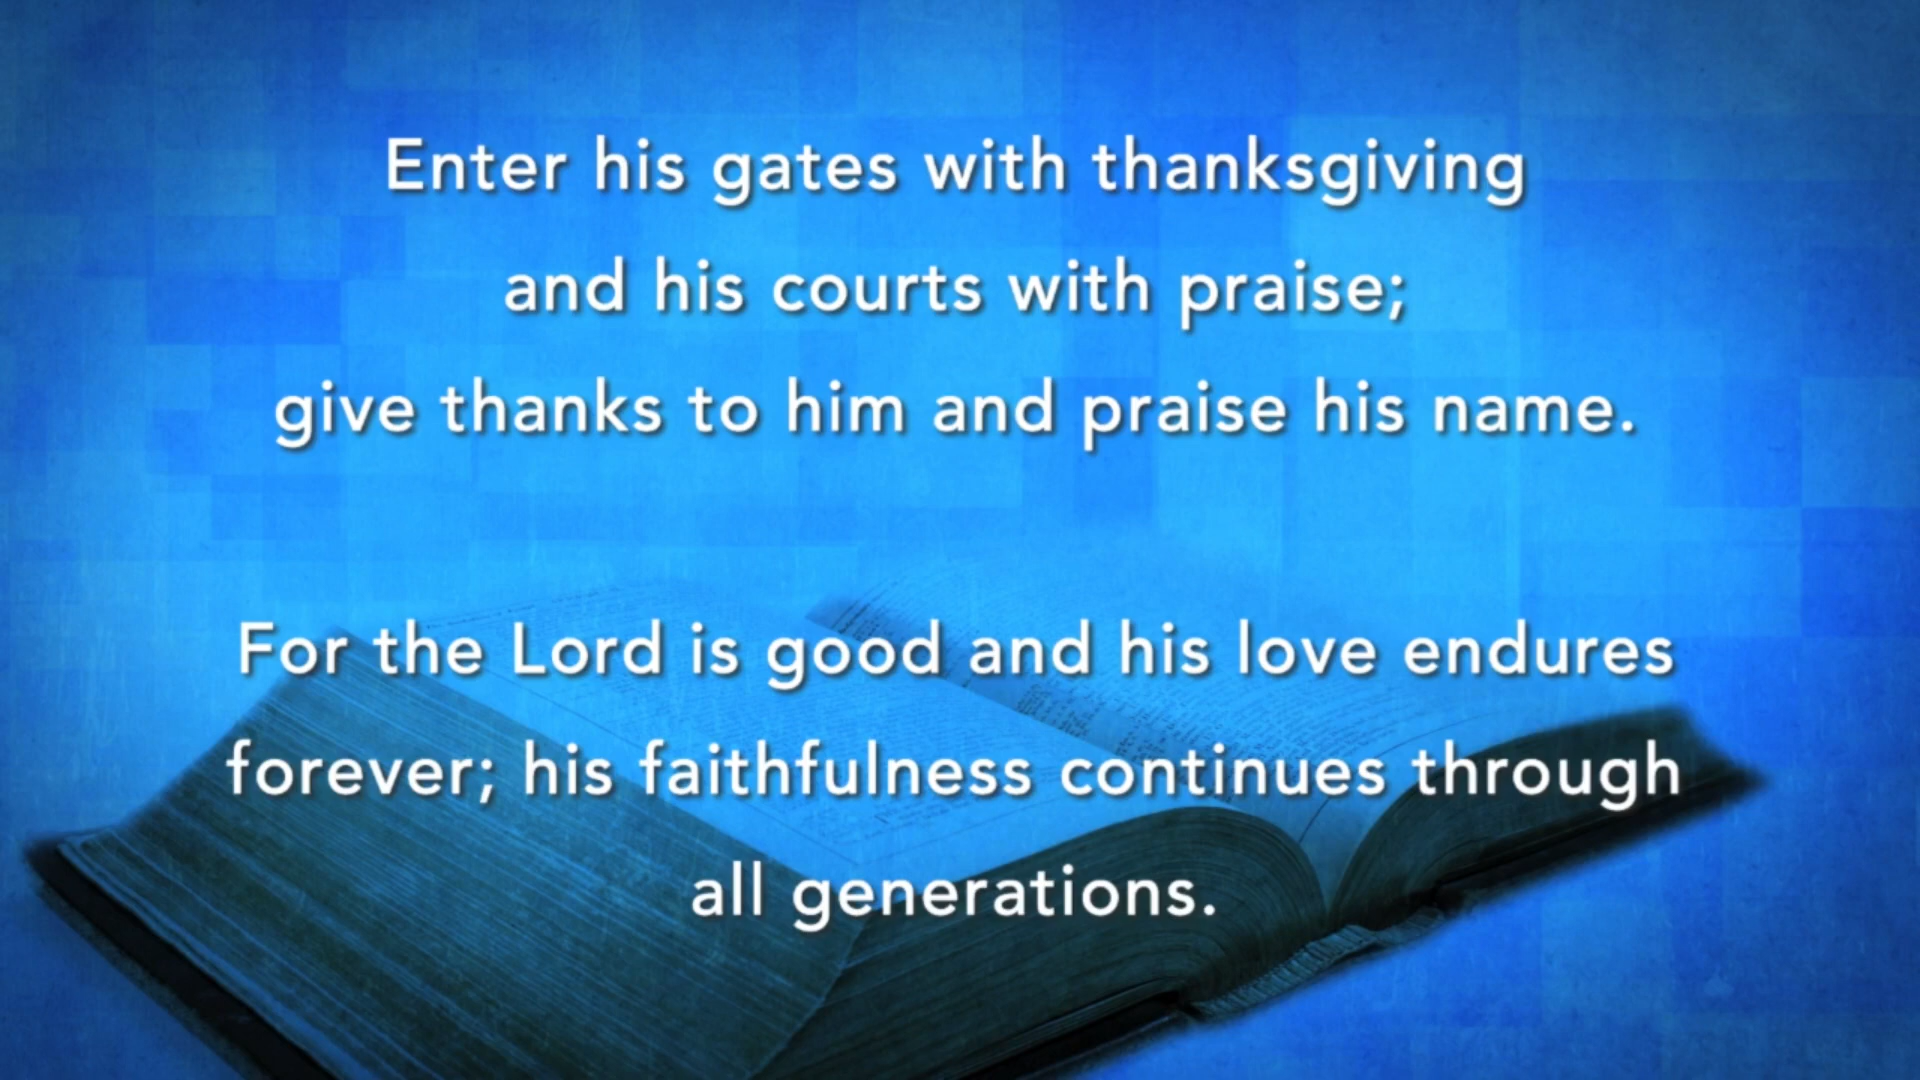 Enter his gates with thanksgiving
and his courts with praise;
give thanks to him and praise his name.
For the Lord is good and his love endures
forever; his faithfulness continues through
all generations.